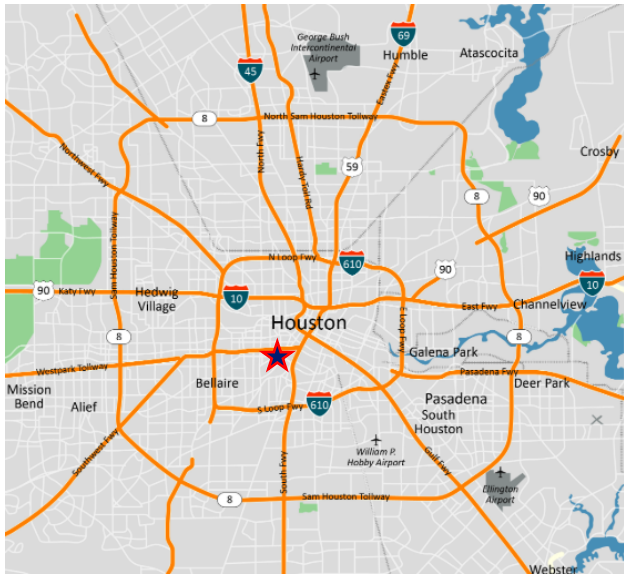 George Bush
Intercontinental
Airport
69
Humble
Atascocita
45
Eastex Fwy
8
North Sam Houston Tollway
North Fwy
Hardy Toll Rd
59
Crosby
Northwest Fwy
8
90
Sam Houston Tollway
N Loop Fwy
610
90
Highlands
90
Katy Fwy
Hedwig
Village
10
East Fwy
10
Channelview
Houston
E Loop Fwy
8
8
Galena Park
Westpark Tollway
Pasadena Fwy
Mission
Bend
Alief
Bellaire
Deer Park
S Loop Fwy
610
Pasadena
South
Houston
Southwest Fwy
William P.
Hobby Airport
South Fwy
Gulf Fwy
Ellington
Airport
8
Sam Houston Tollway
Webster